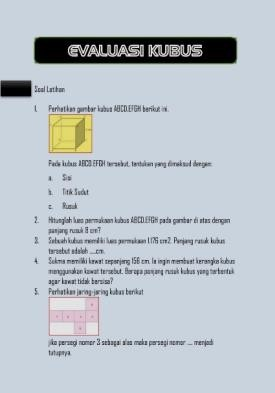 EVALUASI KUBUS
Soal Latihan
1. Perhatikan gambar kubus ABCD.EFGH berikut ini.
Pada kubus ABCD.EFGH tersebut, tentukan yang dimaksud dengan:
a. Sisi
b. Titik Sudut
c. Rusuk
2. Hitunglah luas permukaan kubus ABCD.EFGH pada gambar di atas dengan
panjang rusuk 8 cm?
3. Sebuah kubus memiliki luas permukaan 1.176 cm2. Panjang rusuk kubus
tersebut adalah ....cm.
4. Sukma memiliki kawat sepanjang 156 cm. Ia ingin membuat kerangka kubus
menggunakan kawat tersebut. Berapa panjang rusuk kubus yang terbentuk
agar kawat tidak bersisa?
5. Perhatikan jaring-jaring kubus berikut
jika persegi nomor 3 sebagai alas maka persegi nomor .... menjadi
tutupnya.